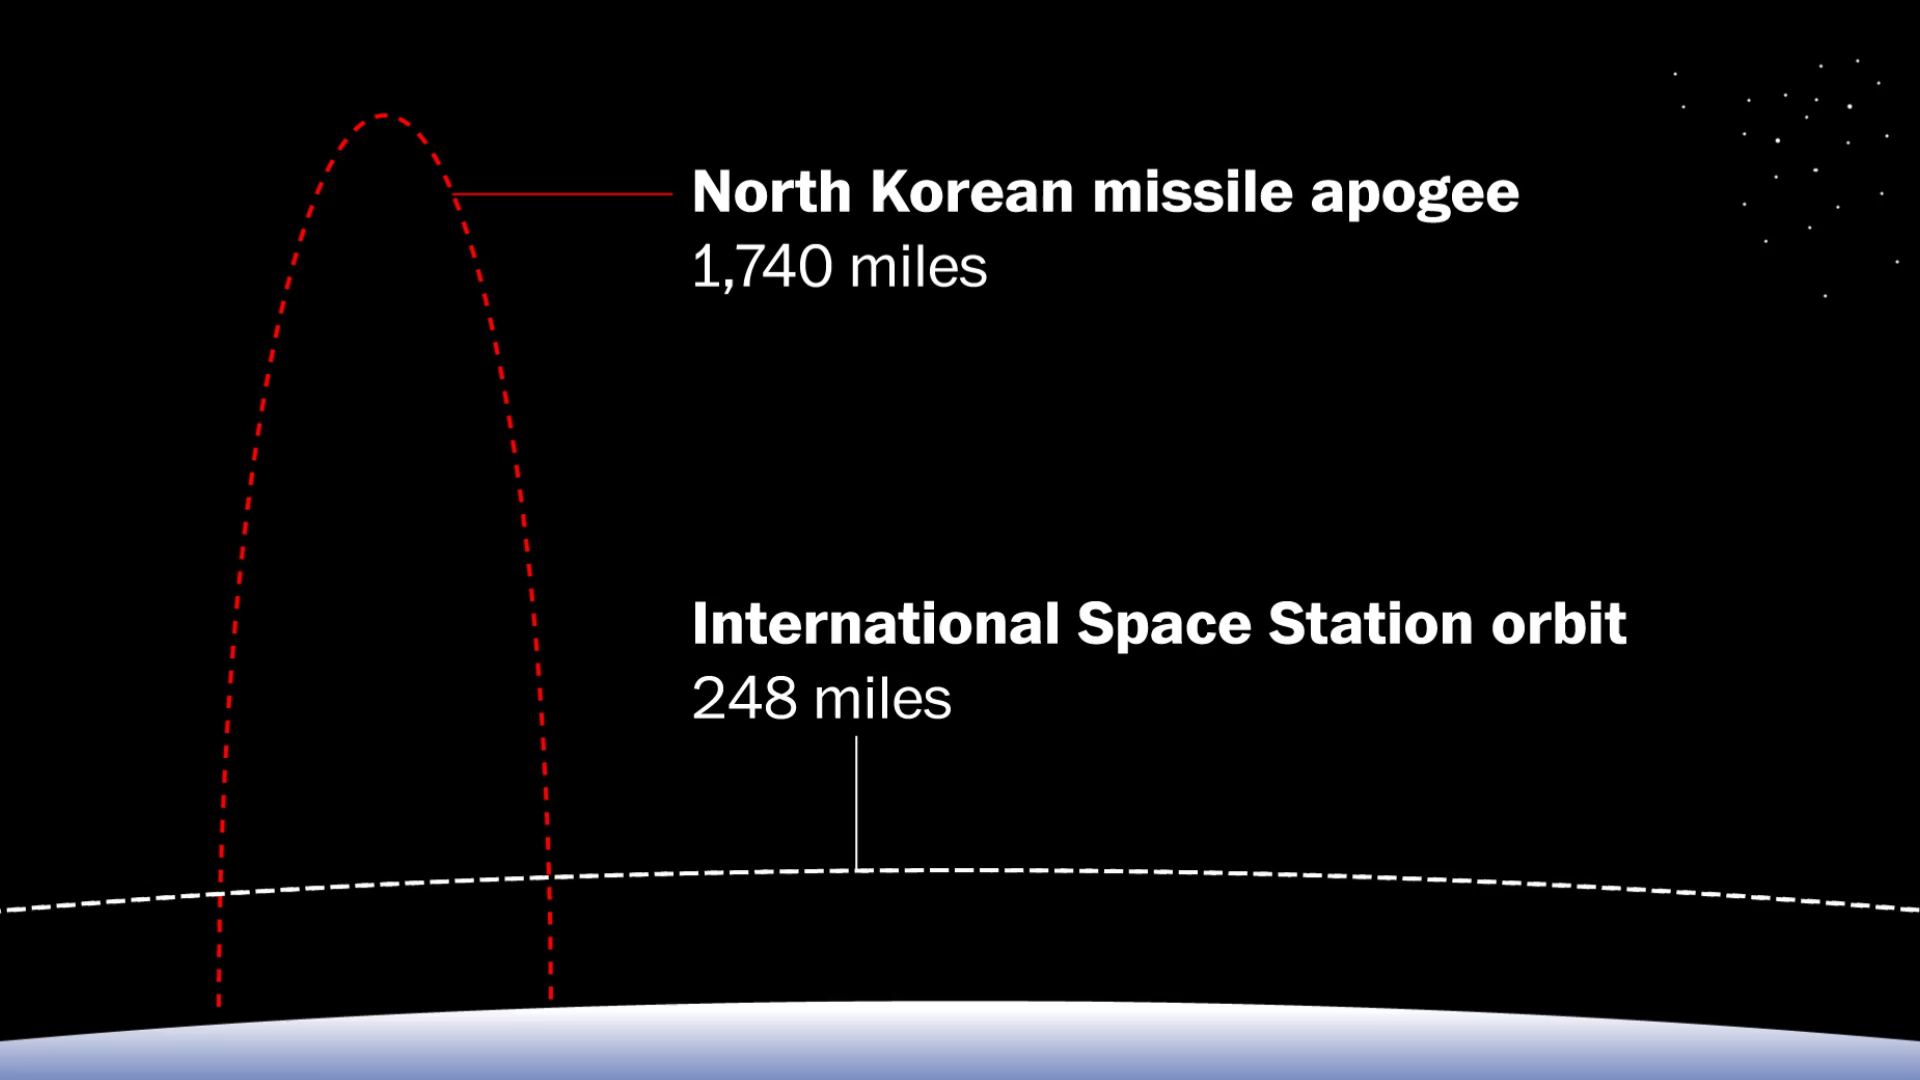 North Korean missile apogee
1,740 miles
International Space Station orbit
248 miles